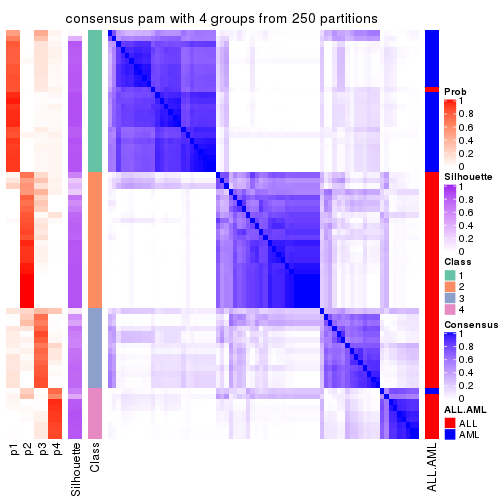 consensus pam with 4 groups from 250 partitions
Prob
1
0.8
0.6
0.4
0.2
0
Silhouette
1
0.8
0.6
0.4
0.2
0
Class
1
2
3
4
Consensus
1
0.8
0.6
0.4
0.2
0
ALL.AML
ALL
AML
p1
p2
p3
p4
Silhouette
Class
ALL.AML